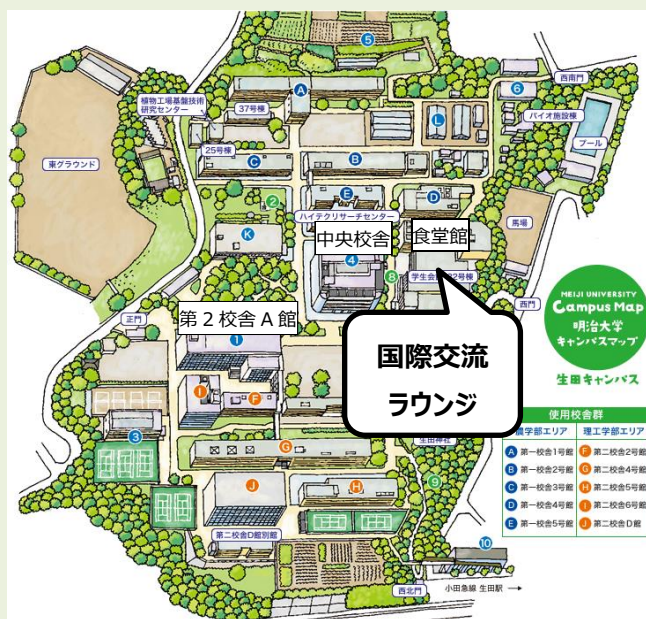 5
A
西南門
6
植物工場基盤技術
研究センター
37号棟
L
バイオ施設棟
プール
東グラウンド
25号棟
C
B
E
D
2
ハイテクリサーチセンター
馬場
K
中央校舎
食堂館
4
8
学生会
32号棟
西門
正門
第2校舎A館
1
国際交流
ラウンジ
MEIJI UNIVERSITY
Campus Map
明治大学
キャンパスマップ
生田キャンパス
I
F
3
G
生田神社
使用校舎群
農学部エリア
理工学部エリア
A 第一校舎1号館 F 第二校舎2号館
B 第一校舎2号館 G 第二校舎4号館
C 第一校舎3号館 H 第二校舎5号館
D 第一校舎4号館 I 第二校舎6号館
E 第一校舎5号館 J 第二校舎D館
J
H
9
第二校舎D館別館
10
西北門
小田急線 生田駅 →